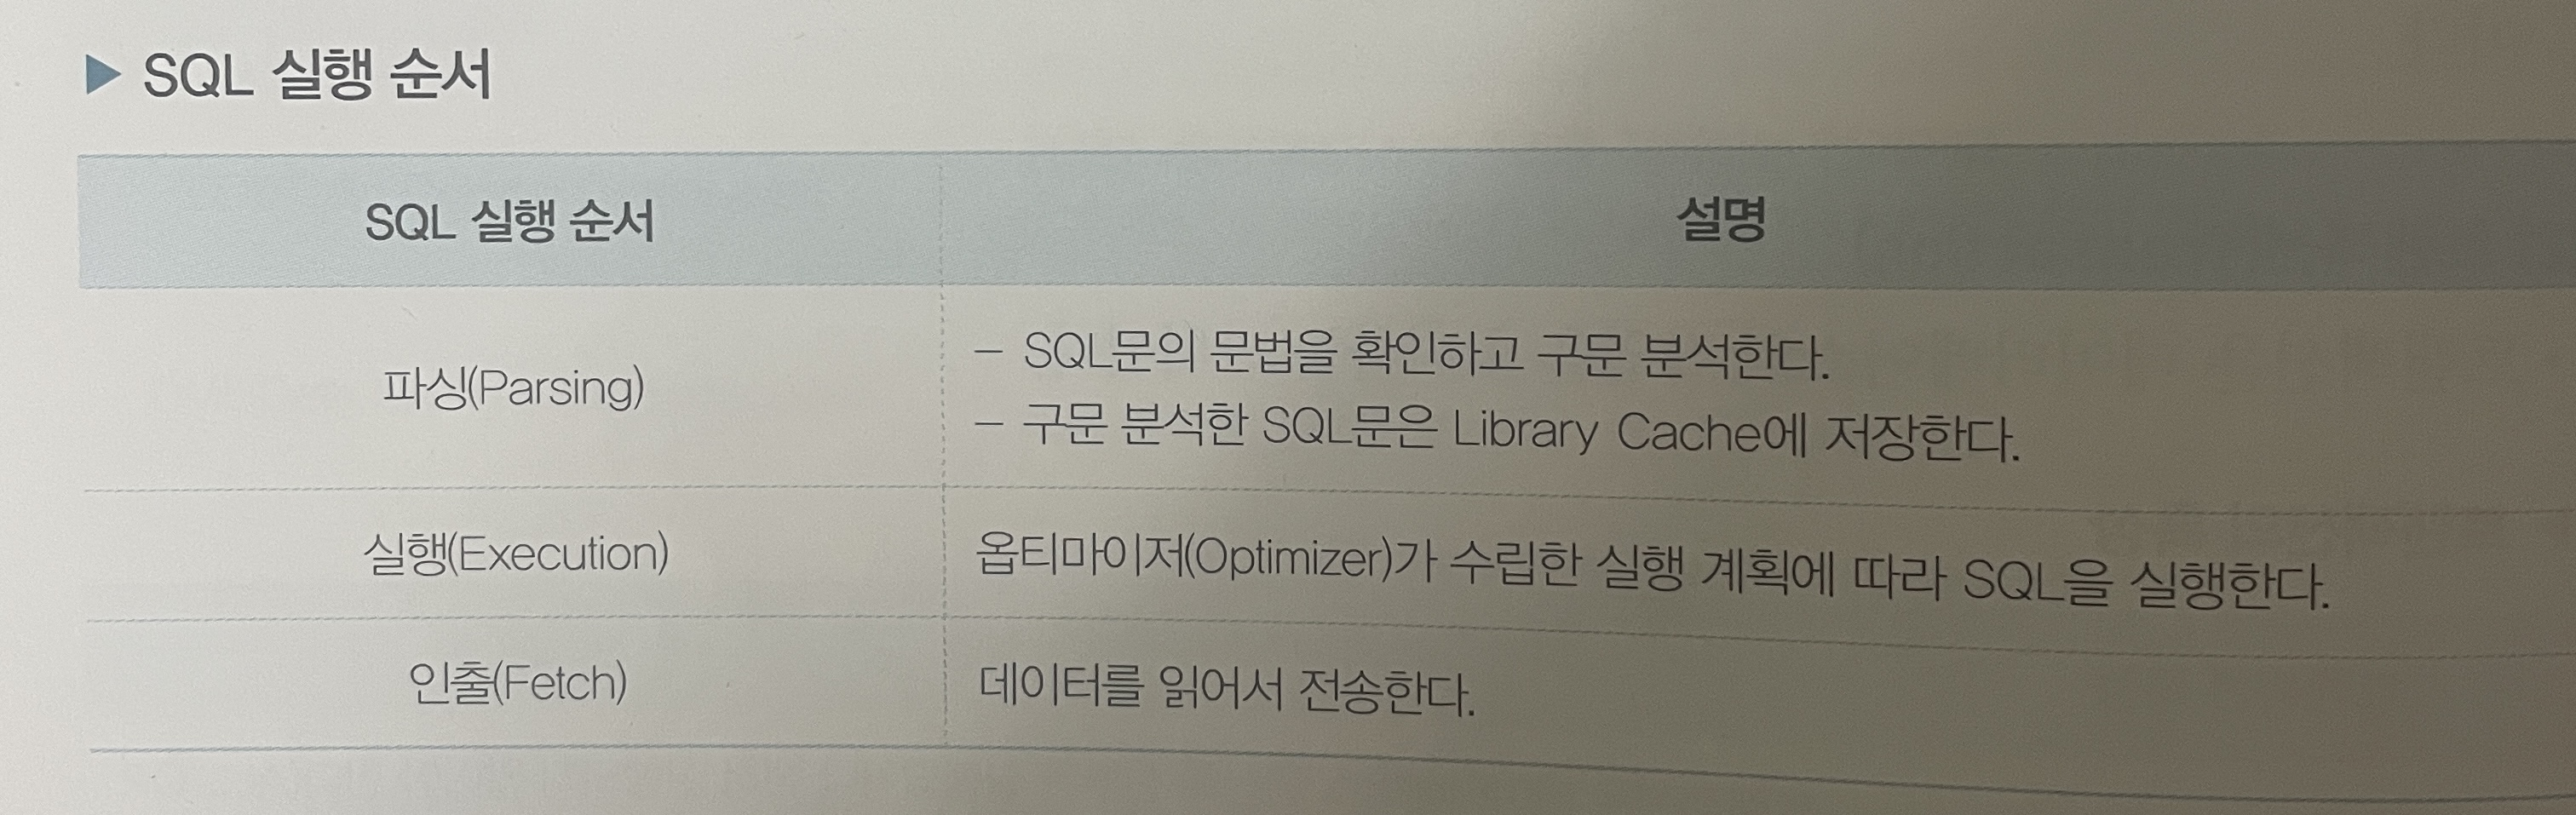 ▶ SQL 실행 순서
SQL 실행 순서
설명
파싱(Parsing)
– SQL문의 문법을 확인하고 구문 분석한다.
– 구문 분석한 SQL문은 Library Cache에 저장한다.
실행(Execution)
옵티마이저(Optimizer)가 수립한 실행 계획에 따라 SQL을 실행한다.
인출(Fetch)
데이터를 읽어서 전송한다.